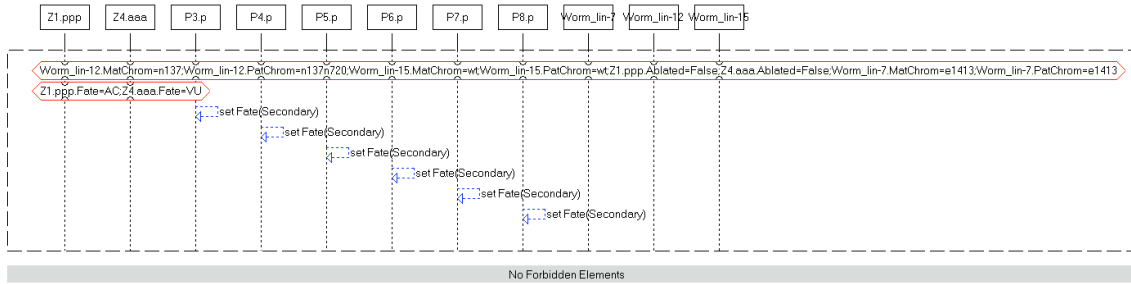 Z1.ppp Z4.aaa P3.p P4.p P5.p P6.p P7.p P8.p Worm_lin-7 Worm_lin-12 Worm_lin-15
Worm_lin-12.MatChrom=n137;Worm_lin-12.PatChrom=n137n720;Worm_lin-15.MatChrom=wt;Worm_lin-15.PatChrom=wt;Z1.ppp.Ablated=False;Z4.aaa.Ablated=False;Worm_lin-7.MatChrom=e1413;Worm_lin-7.PatChrom=e1413
Z1.ppp.Fate=AC;Z4.aaa.Fate=VU
set Fate(Secondary)
set Fate(Secondary)
set Fate(Secondary)
set Fate(Secondary)
set Fate(Secondary)
set Fate(Secondary)
No Forbidden Elements